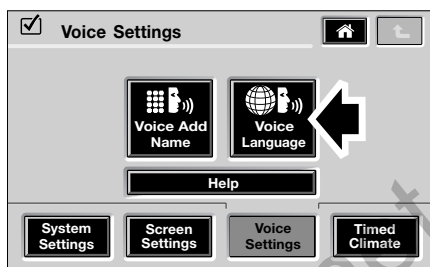 Voice Settings
Voice Add
Name
Voice
Language
Help
System
Settings
Screen
Settings
Voice
Settings
Timed
Climate